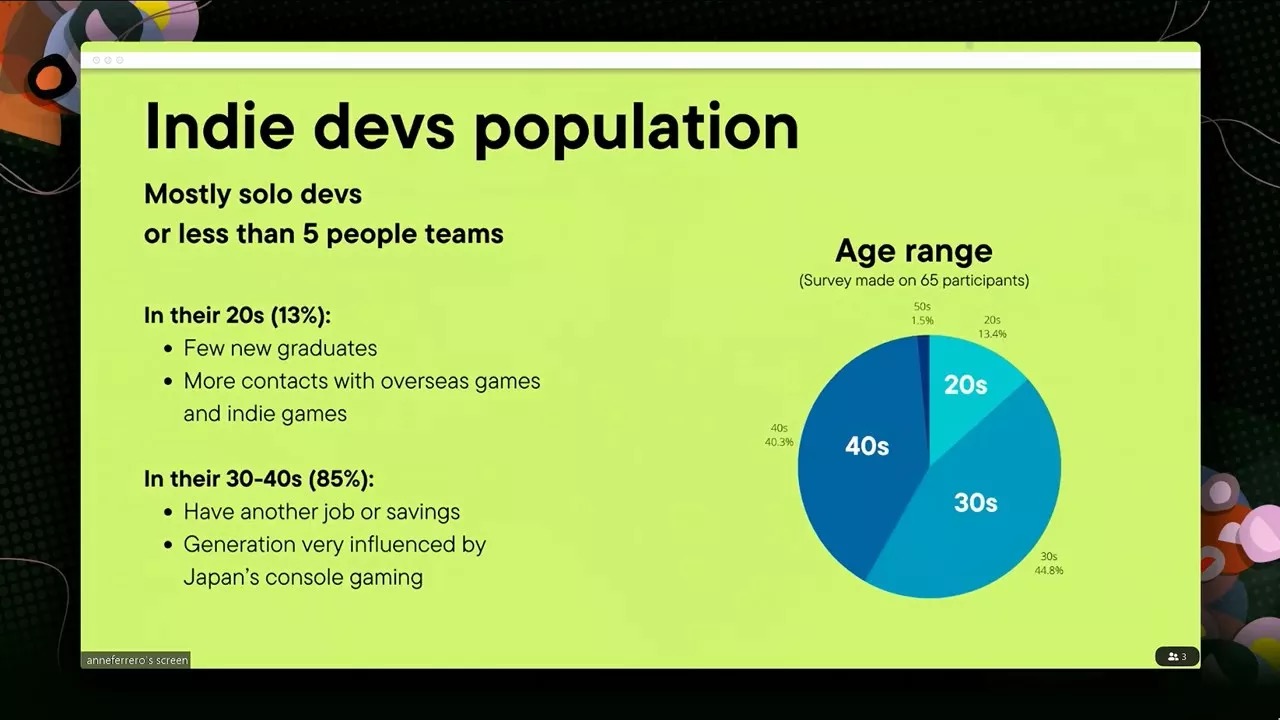 Indie devs population
Mostly solo devs
or less than 5 people teams
In their 20s (13%):
• Few new graduates
• More contacts with overseas games
and indie games
In their 30-40s (85%):
• Have another job or savings
• Generation very influenced by
Japan's console gaming
Age range
(Survey made on 65 participants)
50s
1.5%
20s
13.4%
20s
40s
40.3%
40s
30s
30s
44.8%
anneferrero's screen
3